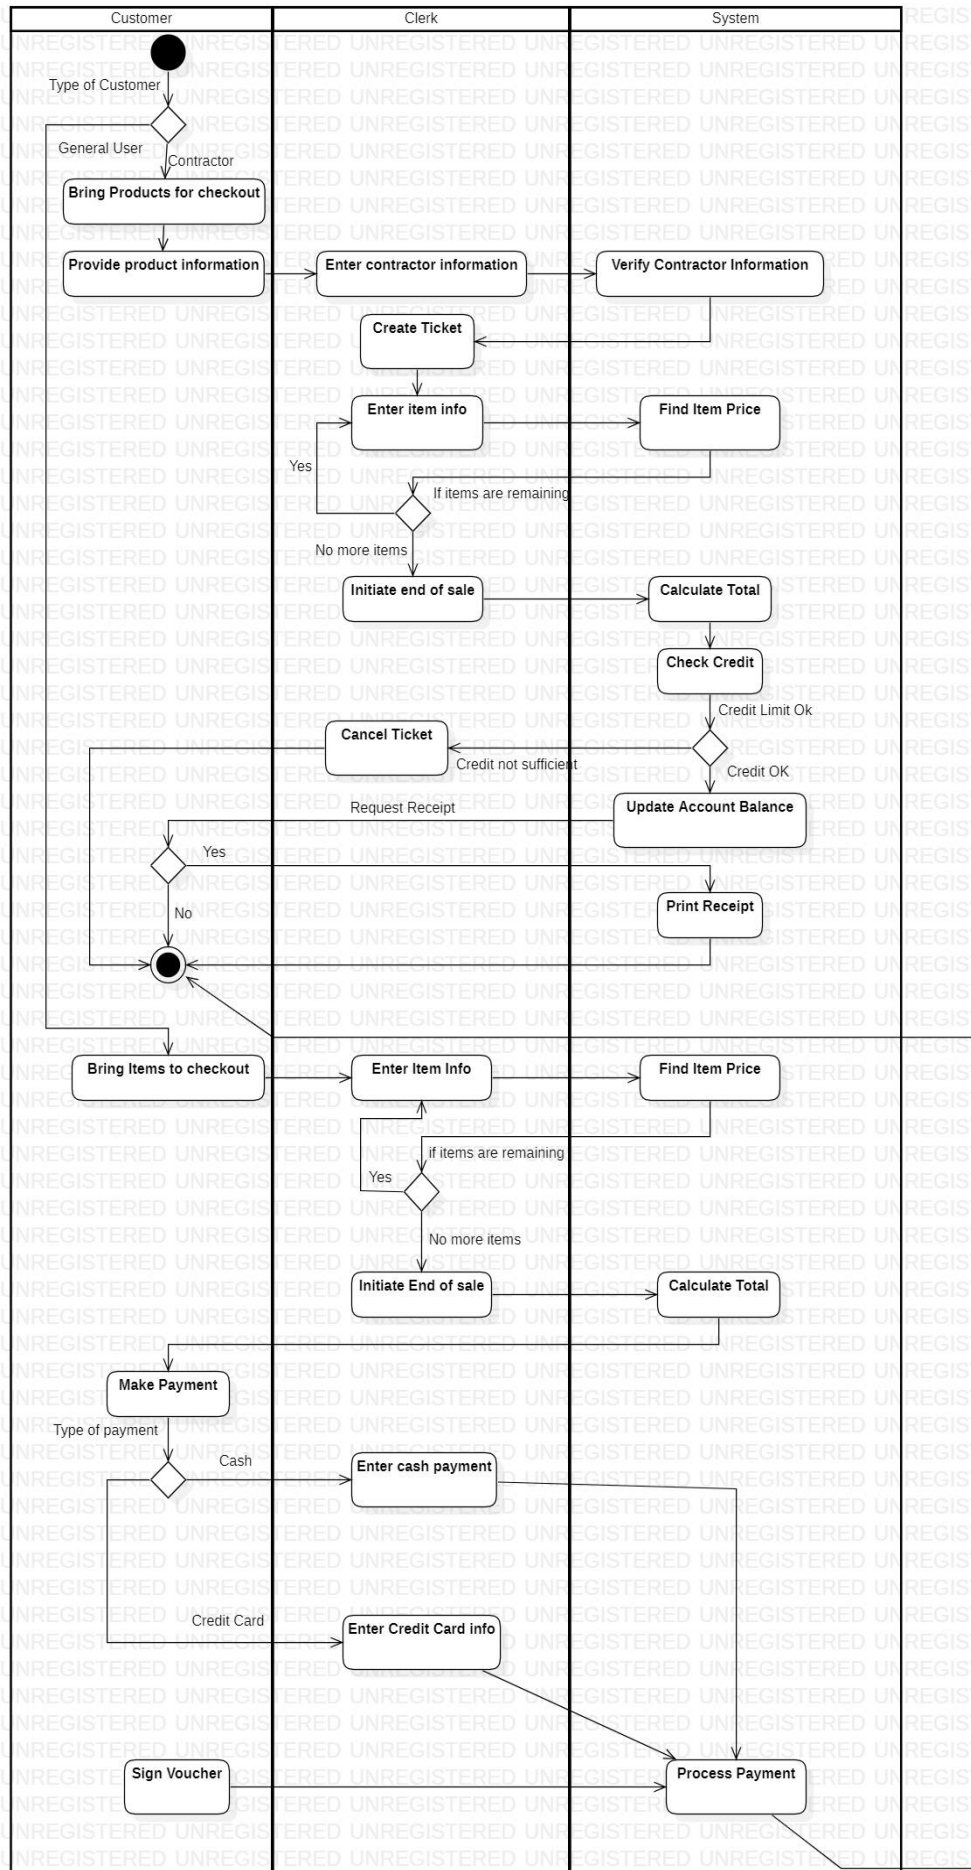 Customer
Clerk
System
Type of Customer
General User
Contractor
Bring Products for checkout
Provide product information
Enter contractor information
Verify Contractor Information
Create Ticket
Enter item info
Find Item Price
Yes
If items are remaining
No more items
Initiate end of sale
Calculate Total
Check Credit
Credit Limit Ok
Cancel Ticket
Credit not sufficient
Credit OK
Update Account Balance
Request Receipt
Yes
Print Receipt
No
Bring Items to checkout
Enter Item Info
Find Item Price
if items are remaining
Yes
No more items
Initiate End of sale
Calculate Total
Make Payment
Type of payment
Cash
Enter cash payment
Credit Card
Enter Credit Card info
Sign Voucher
Process Payment
UNREGISTERED